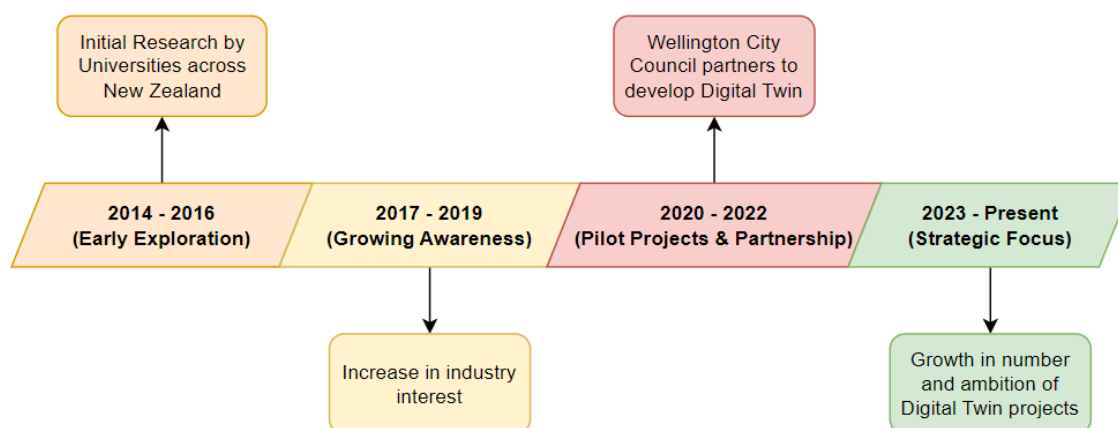 Initial Research by
Universities across
New Zealand
Wellington City
Council partners to
develop Digital Twin
2014 - 2016
(Early Exploration)
2017 - 2019
(Growing Awareness)
2020 - 2022
(Pilot Projects & Partnership)
2023 - Present
(Strategic Focus)
Increase in industry
interest
Growth in number
and ambition of
Digital Twin projects